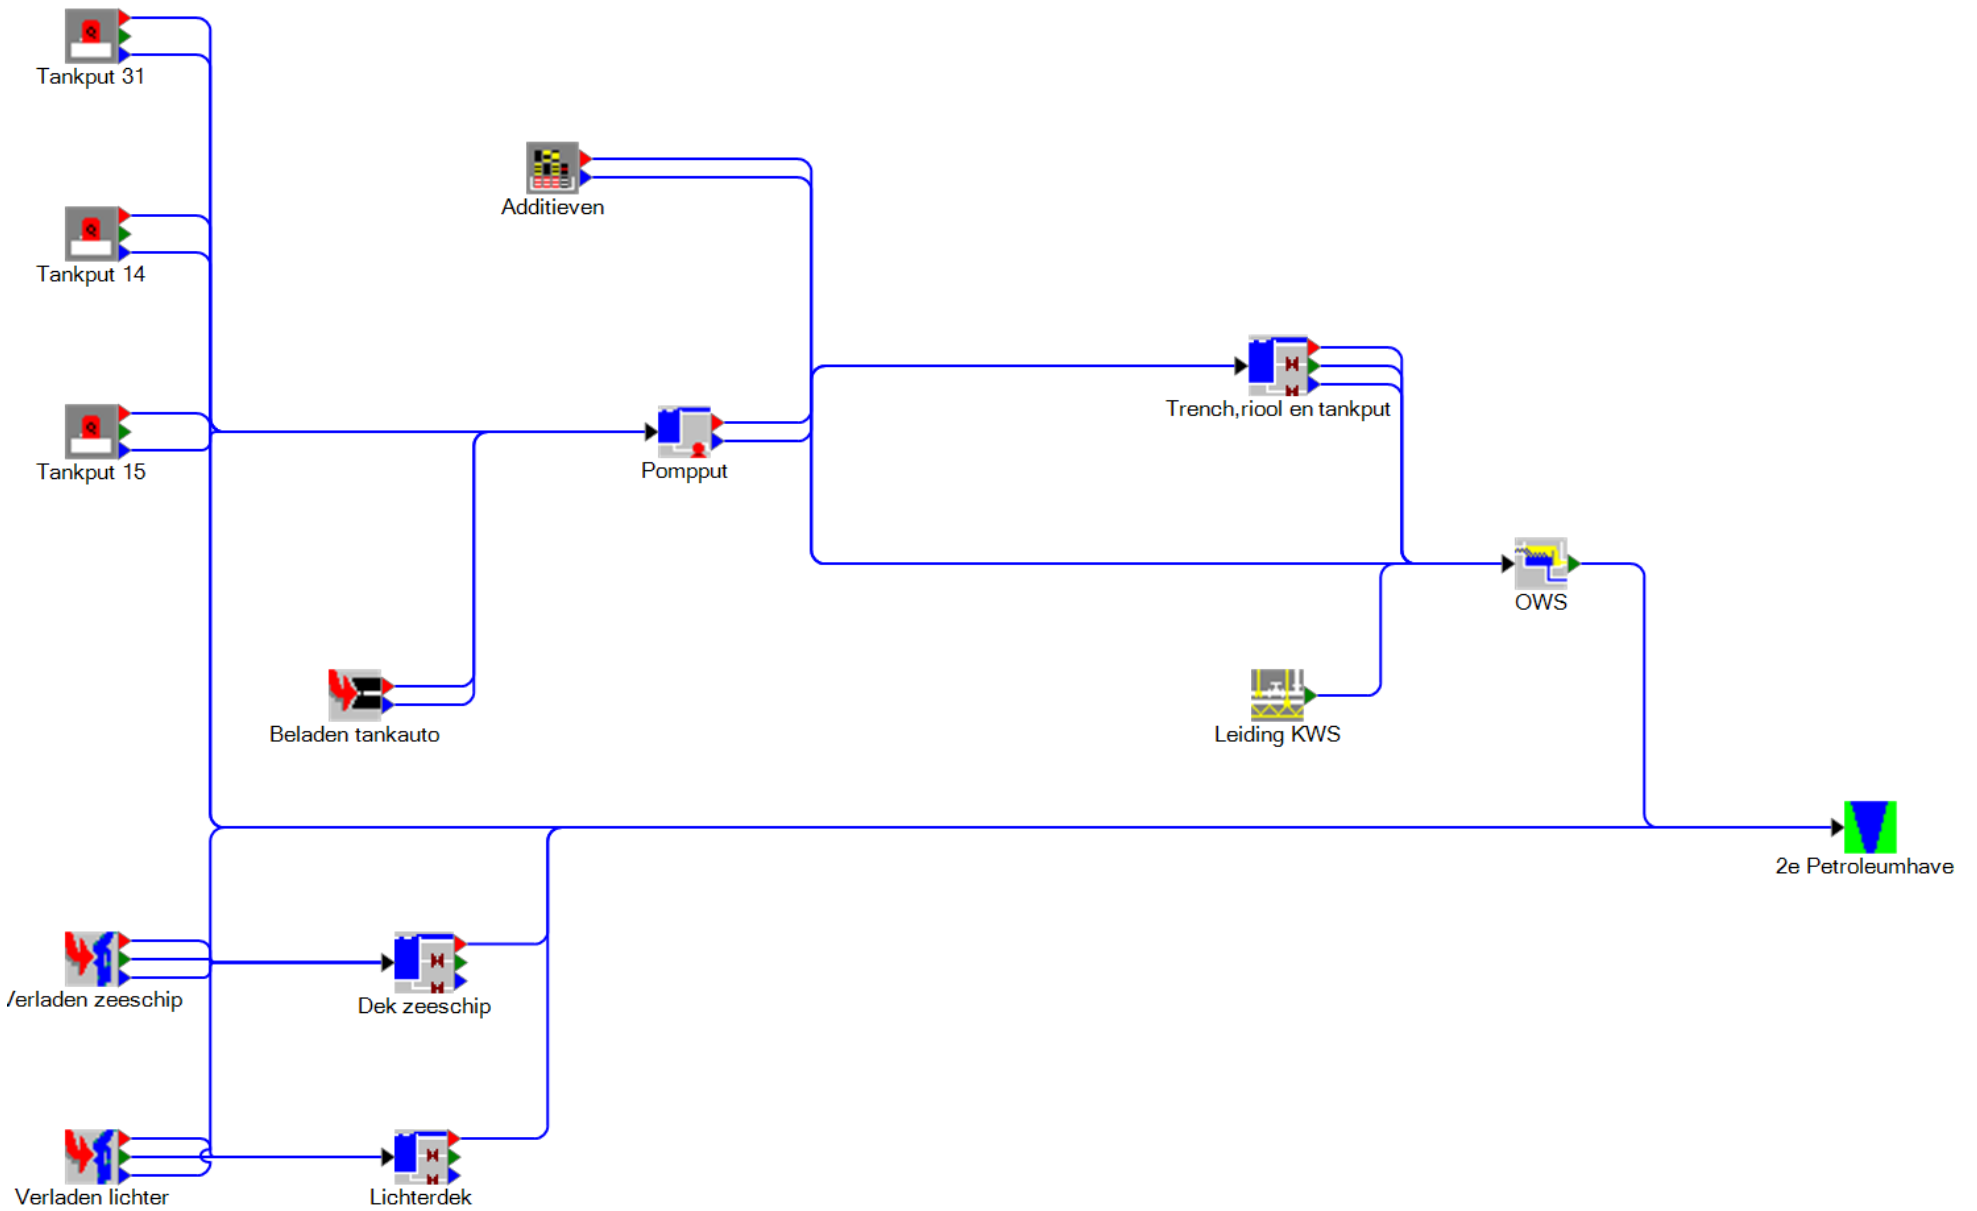 Tankput 31
Additieven
Tankput 14
Trench,riool en tankput
Tankput 15
Pompput
OWS
Beladen tankauto
Leiding KWS
2e Petroleumhave
Verladen zeeschip
Dek zeeschip
Verladen lichter
Lichterdek